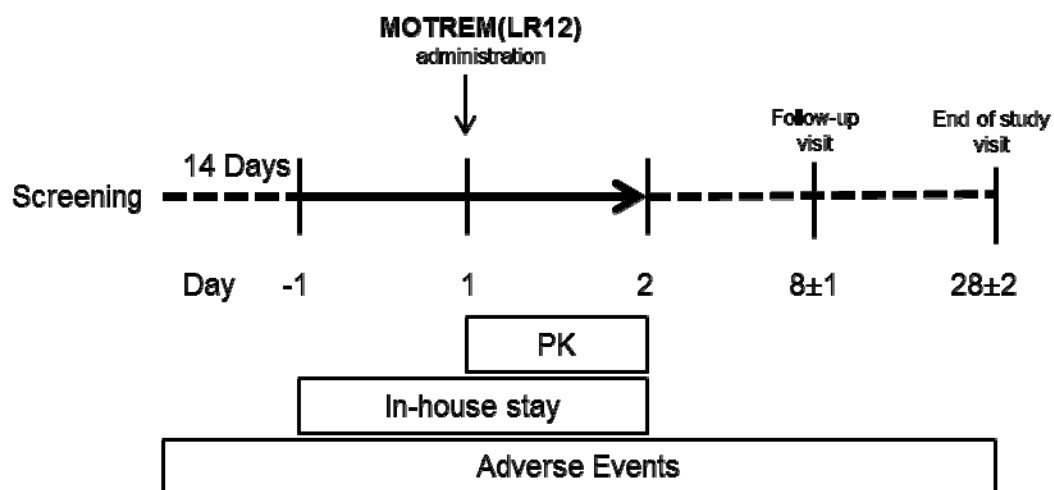 MOTREM(LR12)
administration
Follow-up
visit
End of study
visit
14 Days
Screening
Day -1 1 2 8±1 28±2
PK
In-house stay
Adverse Events